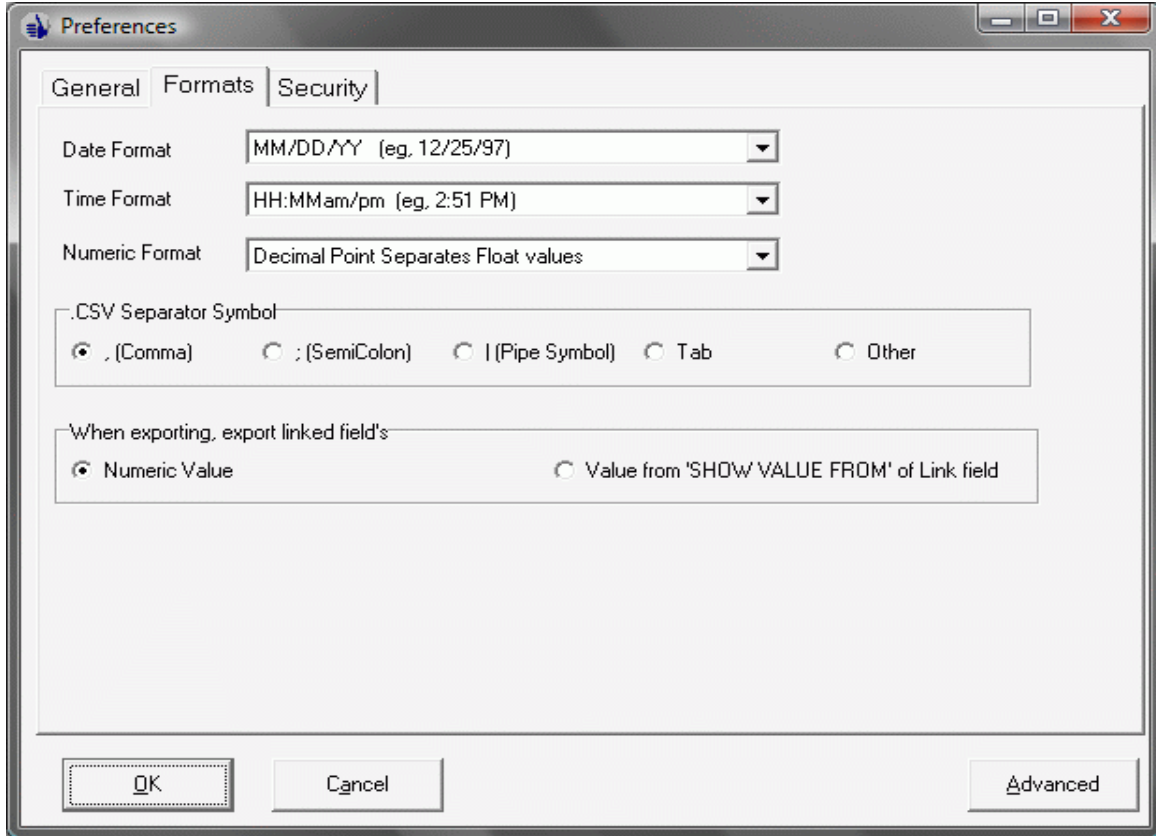 Preferences
General Formats Security
Date Format MM/DD/YY (eg, 12/25/97)
Time Format HH:MMam/pm (eg, 2:51 PM)
Numeric Format Decimal Point Separates Float values
.CSV Separator Symbol
, (Comma) ; (SemiColon) | (Pipe Symbol) Tab Other
When exporting, export linked field's
Numeric Value Value from 'SHOW VALUE FROM' of Link field
OK Cancel Advanced